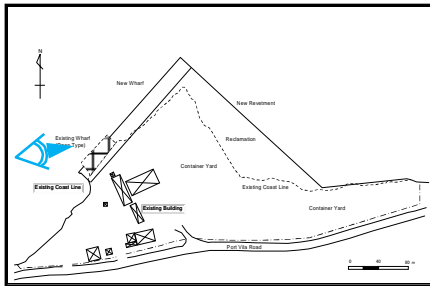 N
New Wharf
New Revetment
Existing Wharf
Type)
Reclamation
Container Yard
Existing Coast Line
Existing Coast Line
Container Yard
Existing Building
Port Vila Road
0 40 80 m